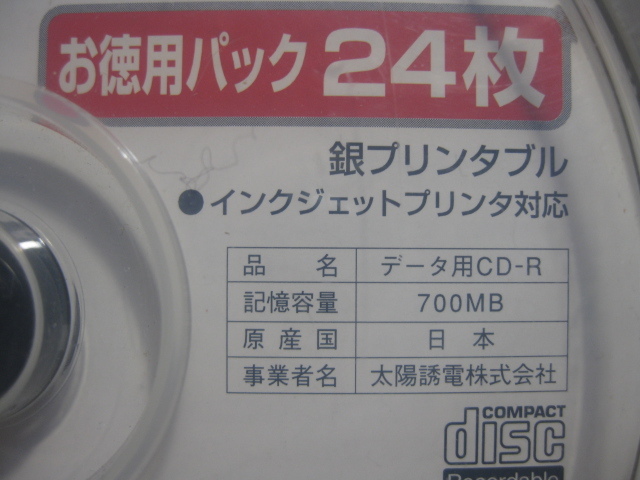 お徳用パック 24枚
銀プリンタブル
●インクジェットプリンタ対応
品名 データ用CD-R
記憶容量 700MB
原産国 日本
事業者名 太陽誘電株式会社
COMPACT
disc
Recordable